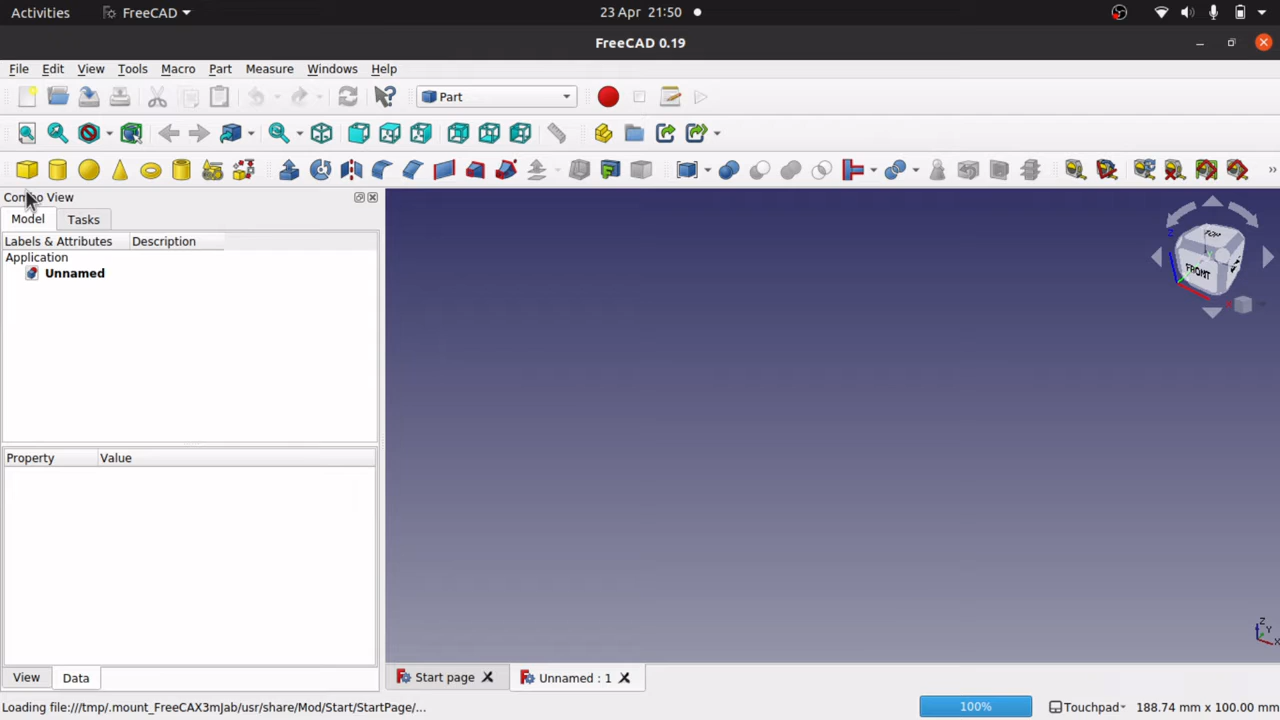 Activities FreeCAD 23 Apr 21:50
FreeCAD 0.19
File Edit View Tools Macro Part Measure Windows Help
Part
Combo View
Model Tasks
Labels & Attributes Description
Application
Unnamed
TOP
FRONT
Z
X
Property Value
Z
Y
X
View Data
Start page Unnamed : 1
Loading file:///tmp/.mount_FreeCAX3mJab/usr/share/Mod/Start/StartPage/... 100% Touchpad 188.74 mm x 100.00 mm